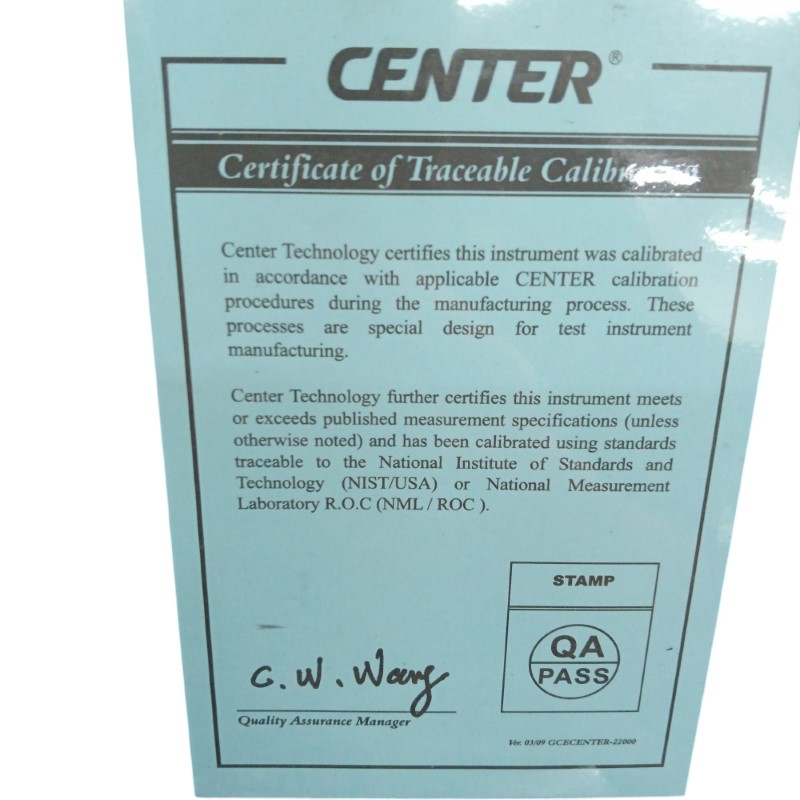 CENTER®
Certificate of Traceable Calibration
Center Technology certifies this instrument was calibrated
in accordance with applicable CENTER calibration
procedures during the manufacturing process. These
processes are special design for test instrument
manufacturing.
Center Technology further certifies this instrument meets
or exceeds published measurement specifications (unless
otherwise noted) and has been calibrated using standards
traceable to the National Institute of Standards and
Technology (NIST/USA) or National Measurement
Laboratory R.O.C (NML / ROC ).
STAMP
QA
PASS
C. W. Wang
Quality Assurance Manager
Ver. 03/09 GCECENTER-22000